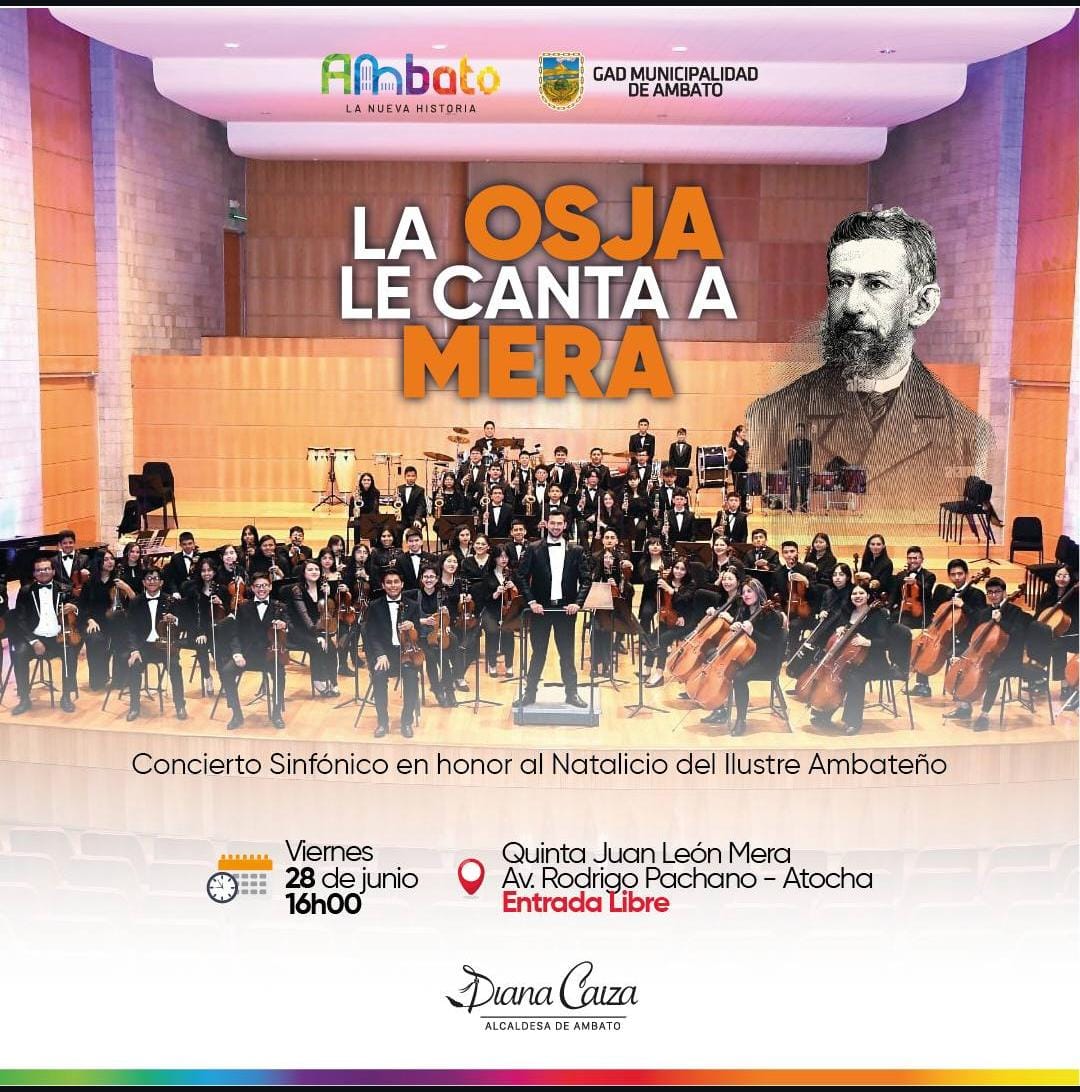 AMbato
LA NUEVA HISTORIA
GAD MUNICIPALIDAD
DE AMBATO
LA OSJA
LE CANTA A
MERA
alamy
Concierto Sinfónico en honor al Natalicio del Ilustre Ambateño
Viernes
28 de junio
16h00
Quinta Juan León Mera
Av. Rodrigo Pachano - Atocha
Entrada Libre
Diana Caiza
ALCALDESA DE AMBATO